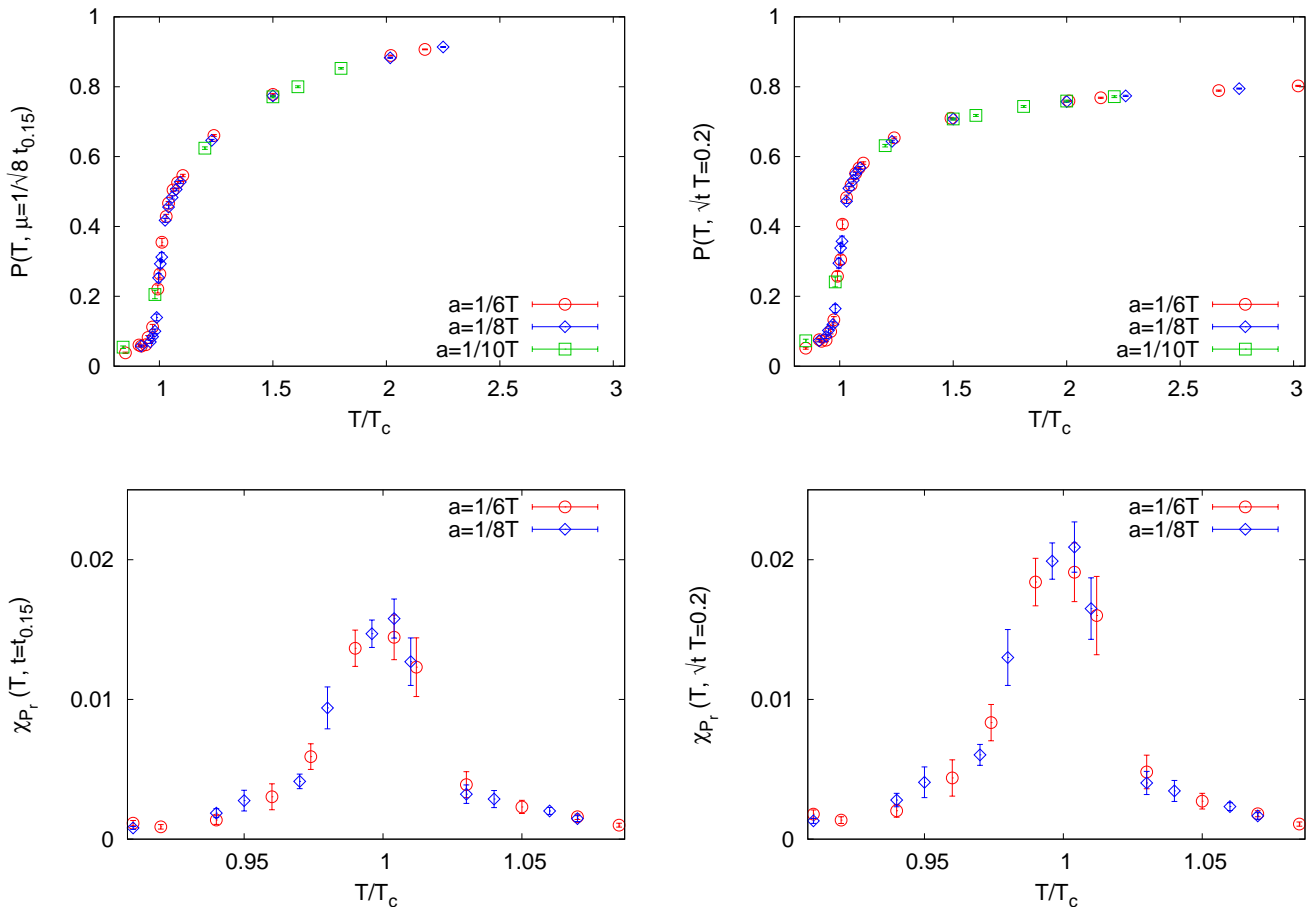 P(T, μ=1/√8 t0.15)
1
0.8
0.6
0.4
0.2
0
1
1.5
2
2.5
3
T/Tc
a=1/6T
a=1/8T
a=1/10T
P(T, √t T=0.2)
1
0.8
0.6
0.4
0.2
0
1
1.5
2
2.5
3
T/Tc
a=1/6T
a=1/8T
a=1/10T
χPr (T, t=t0.15)
0.02
0.01
0
0.95
1
1.05
T/Tc
a=1/6T
a=1/8T
χPr (T, √t T=0.2)
0.02
0.01
0
0.95
1
1.05
T/Tc
a=1/6T
a=1/8T